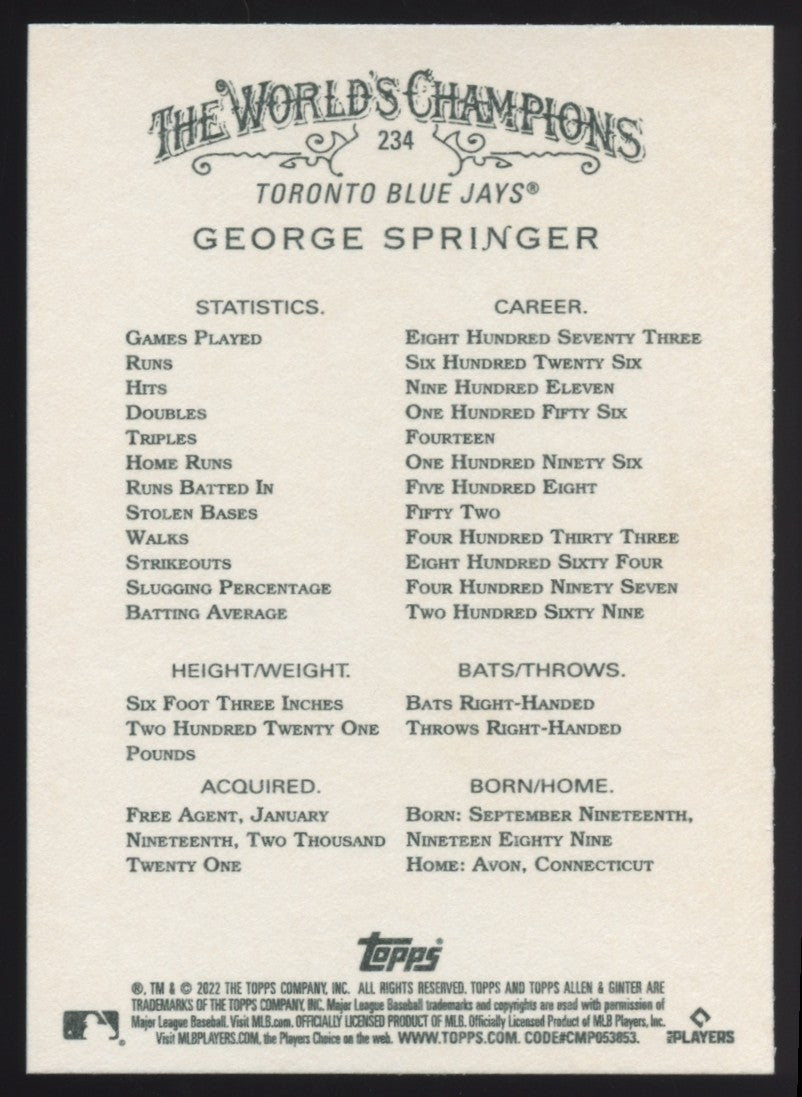 THE WORLD'S CHAMPIONS
234
TORONTO BLUE JAYS®
GEORGE SPRINGER
STATISTICS. CAREER.
GAMES PLAYED EIGHT HUNDRED SEVENTY THREE
RUNS SIX HUNDRED TWENTY SIX
HITS NINE HUNDRED ELEVEN
DOUBLES ONE HUNDRED FIFTY SIX
TRIPLES FOURTEEN
HOME RUNS ONE HUNDRED NINETY SIX
RUNS BATTED IN FIVE HUNDRED EIGHT
STOLEN BASES FIFTY TWO
WALKS FOUR HUNDRED THIRTY THREE
STRIKEOUTS EIGHT HUNDRED SIXTY FOUR
SLUGGING PERCENTAGE FOUR HUNDRED NINETY SEVEN
BATTING AVERAGE TWO HUNDRED SIXTY NINE
HEIGHT/WEIGHT.
SIX FOOT THREE INCHES
TWO HUNDRED TWENTY ONE
POUNDS
BATS/THROWS.
BATS RIGHT-HANDED
THROWS RIGHT-HANDED
ACQUIRED.
FREE AGENT, JANUARY
NINETEENTH, TWO THOUSAND
TWENTY ONE
BORN/HOME.
BORN: SEPTEMBER NINETEENTH,
NINETEEN EIGHTY NINE
HOME: AVON, CONNECTICUT
Topps
®, TM & © 2022 THE TOPPS COMPANY, INC. ALL RIGHTS RESERVED. TOPPS AND TOPPS ALLEN & GINTER ARE
TRADEMARKS OF THE TOPPS COMPANY, INC. Major League Baseball trademarks and copyrights are used with permission of
Major League Baseball. Visit MLB.com. OFFICIALLY LICENSED PRODUCT OF MLB. Officially Licensed Product of MLB Players, Inc.
Visit MLBPLAYERS.COM, the Players Choice on the web. WWW.TOPPS.COM. CODE#CMP053853.
MLB PLAYERS